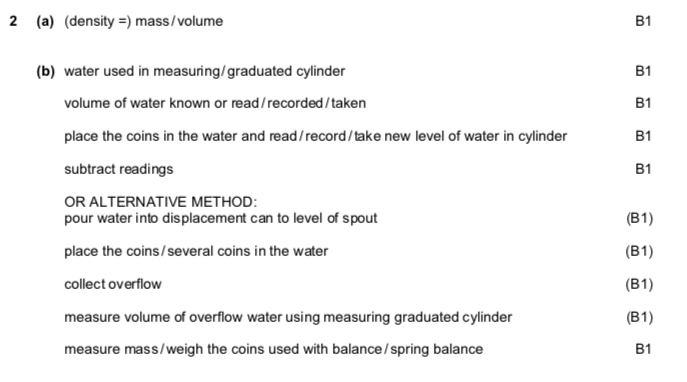 2 (a) (density =) mass/volume B1
(b) water used in measuring/graduated cylinder B1
volume of water known or read/recorded/taken B1
place the coins in the water and read/record/take new level of water in cylinder B1
subtract readings B1
OR ALTERNATIVE METHOD:
pour water into displacement can to level of spout (B1)
place the coins/several coins in the water (B1)
collect overflow (B1)
measure volume of overflow water using measuring graduated cylinder (B1)
measure mass/weigh the coins used with balance/spring balance B1